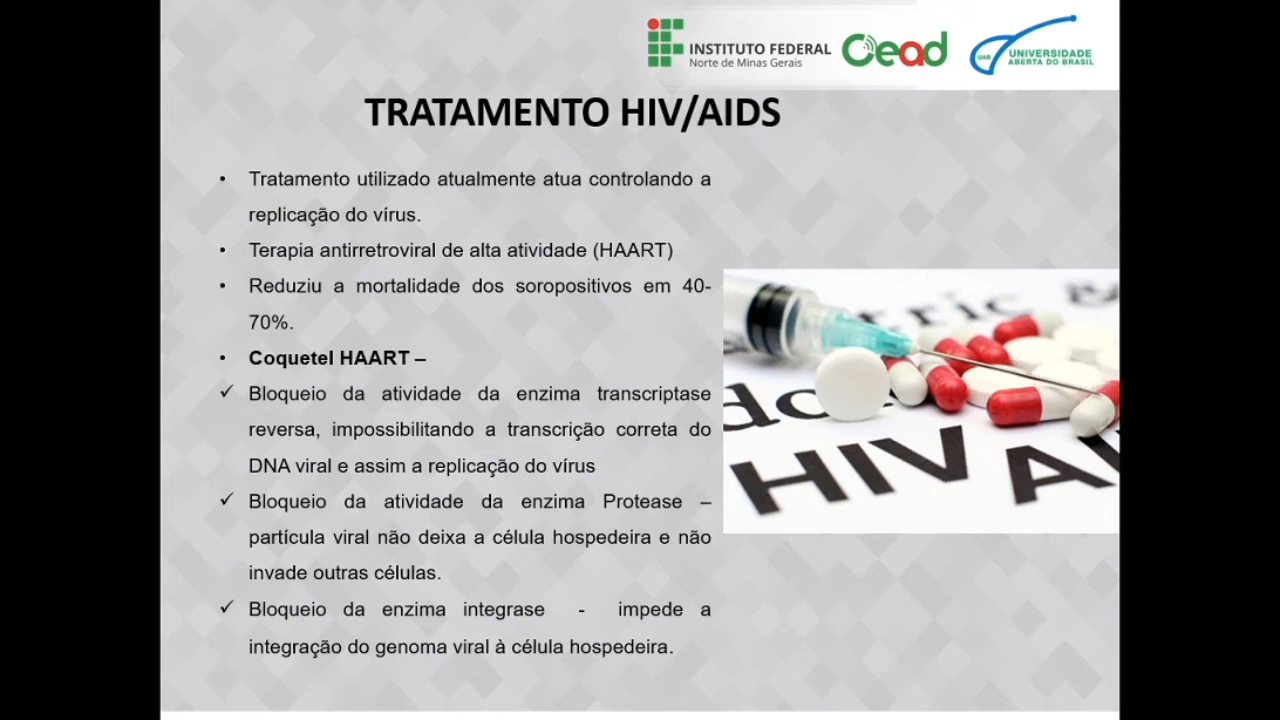 INSTITUTO FEDERAL
Norte de Minas Gerais
Cead
UAB
UNIVERSIDADE
ABERTA DO BRASIL
TRATAMENTO HIV/AIDS
• Tratamento utilizado atualmente atua controlando a
replicação do vírus.
• Terapia antirretroviral de alta atividade (HAART)
• Reduziu a mortalidade dos soropositivos em 40-
70%.
• Coquetel HAART –
✓ Bloqueio da atividade da enzima transcriptase
reversa, impossibilitando a transcrição correta do
DNA viral e assim a replicação do vírus
✓ Bloqueio da atividade da enzima Protease –
partícula viral não deixa a célula hospedeira e não
invade outras células.
✓ Bloqueio da enzima integrase - impede a
integração do genoma viral à célula hospedeira.
HIV